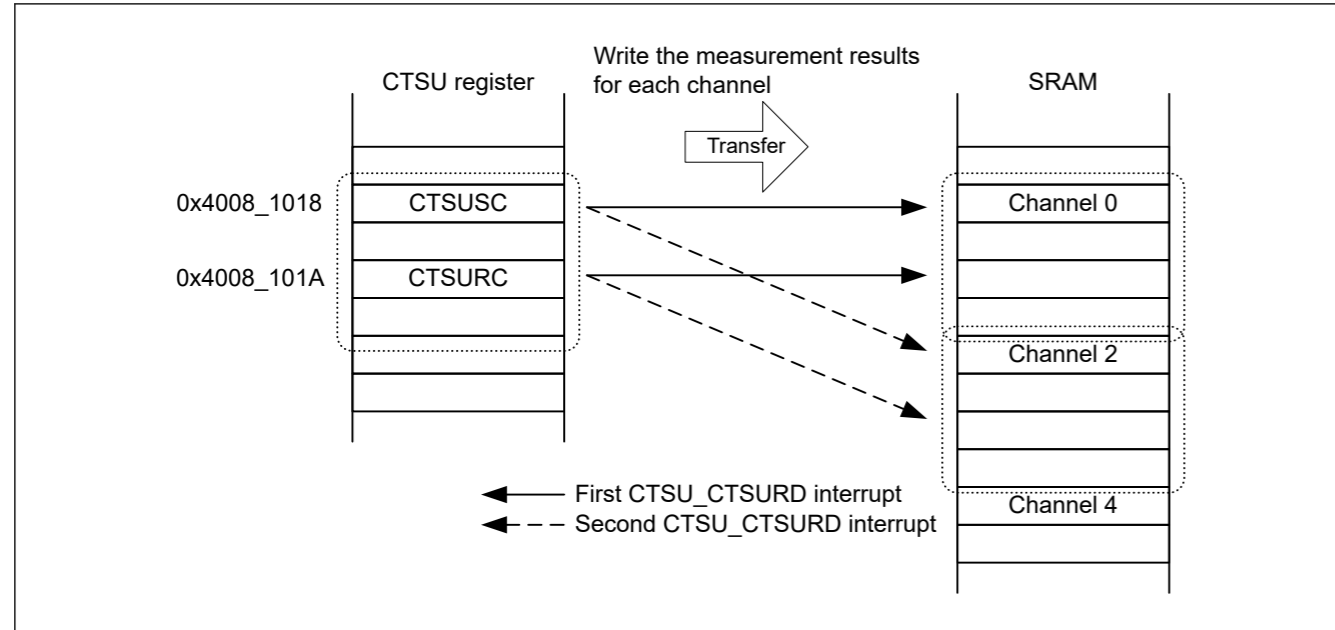 Write the measurement results
for each channel
CTSU register
SRAM
Transfer
0x4008_1018
CTSUSC
Channel 0
0x4008_101A
CTSURC
Channel 2
First CTSU_CTSURD interrupt
Second CTSU_CTSURD interrupt
Channel 4